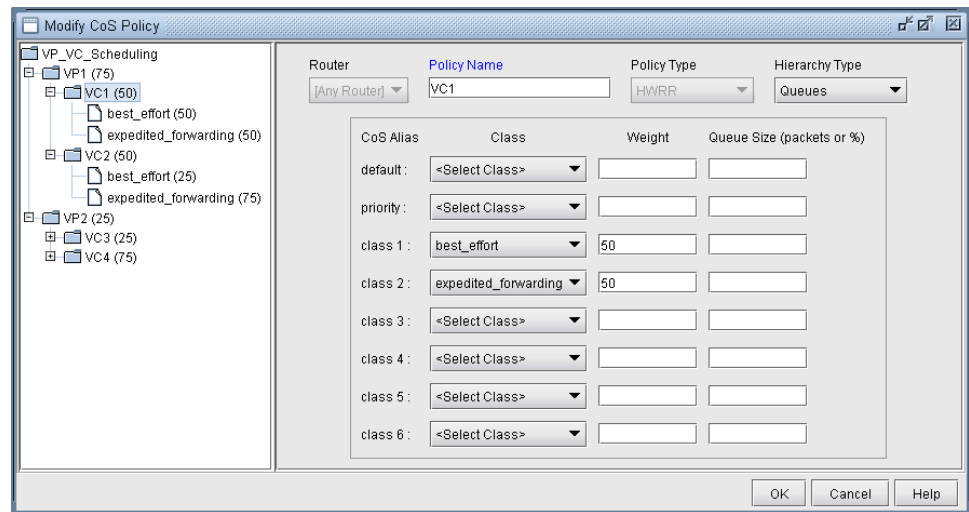 Modify CoS Policy
VP_VC_Scheduling
VP1 (75)
VC1 (50)
best_effort (50)
expedited_forwarding (50)
VC2 (50)
best_effort (25)
expedited_forwarding (75)
VP2 (25)
VC3 (25)
VC4 (75)
Router Policy Name Policy Type Hierarchy Type
[Any Router] VC1 HWRR Queues
CoS Alias Class Weight Queue Size (packets or %)
default : <Select Class>
priority : <Select Class>
class 1 : best_effort 50
class 2 : expedited_forwarding 50
class 3 : <Select Class>
class 4 : <Select Class>
class 5 : <Select Class>
class 6 : <Select Class>
OK Cancel Help